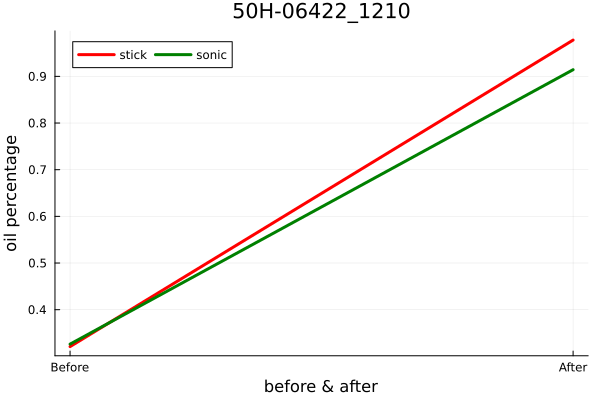 50H-06422_1210
stick sonic
0.9
0.8
0.7
0.6
0.5
0.4
oil percentage
Before After
before & after